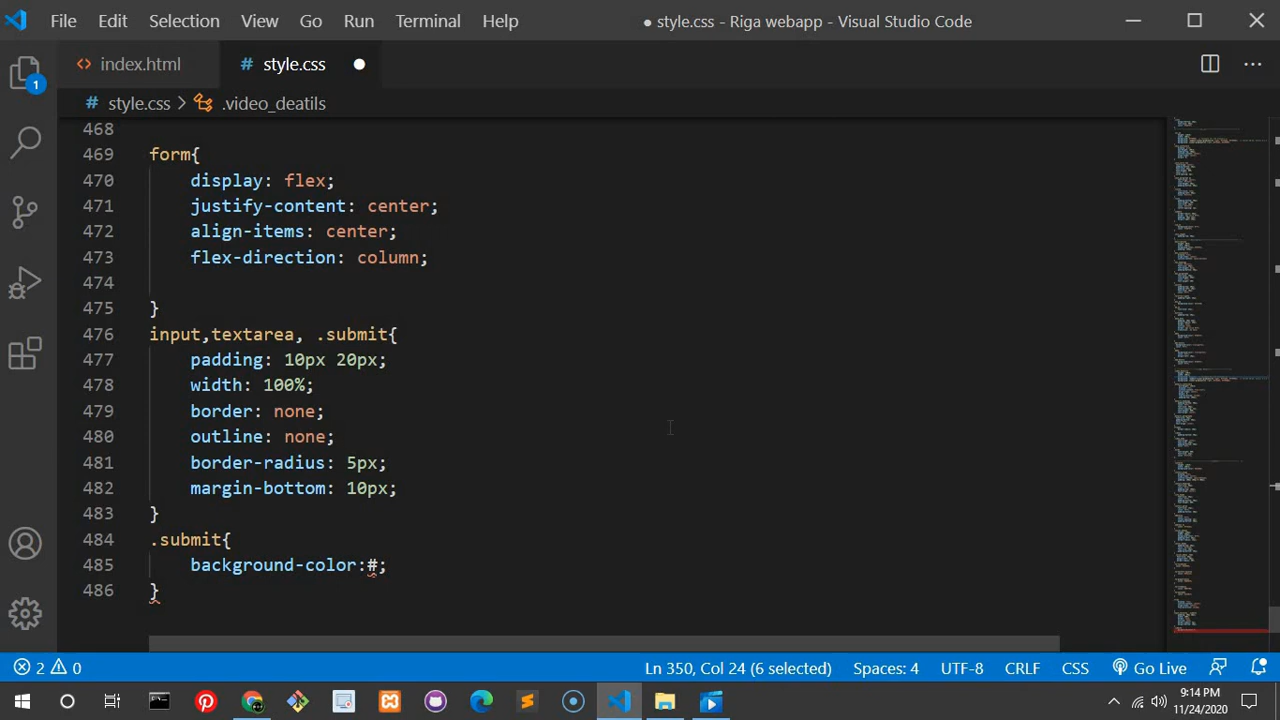 File Edit Selection View Go Run Terminal Help
● style.css - Riga webapp - Visual Studio Code
index.html
# style.css ●
# style.css > .video_deatils
1
468
469 form{
470 display: flex;
471 justify-content: center;
472 align-items: center;
473 flex-direction: column;
474
475 }
476 input,textarea, .submit{
477 padding: 10px 20px;
478 width: 100%;
479 border: none;
480 outline: none;
481 border-radius: 5px;
482 margin-bottom: 10px;
483 }
484 .submit{
485 background-color:#;
486 }
2 0 Ln 350, Col 24 (6 selected) Spaces: 4 UTF-8 CRLF CSS Go Live
9:14 PM
11/24/2020